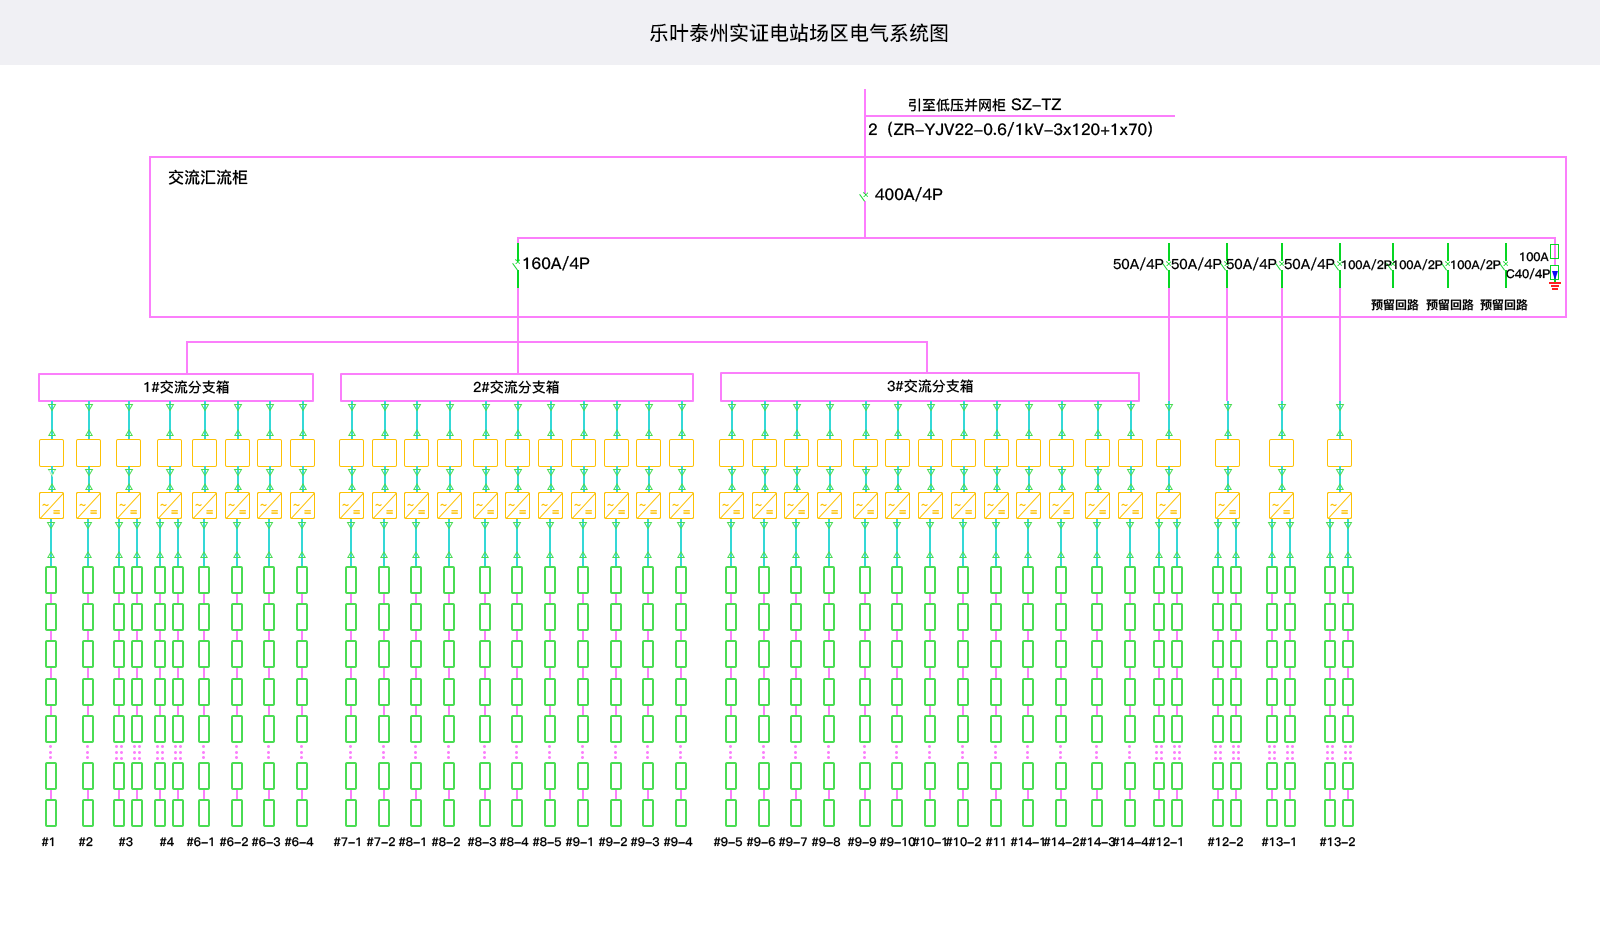 乐叶泰州实证电站场区电气系统图
引至低压并网柜 SZ-TZ
2（ZR-YJV22-0.6/1kV-3x120+1x70）
交流汇流柜
400A/4P
160A/4P
50A/4P 50A/4P 50A/4P 50A/4P 100A/2P 100A/2P 100A/2P
100A
C40/4P
预留回路 预留回路 预留回路
1#交流分支箱 2#交流分支箱 3#交流分支箱
#1 #2 #3 #4 #6-1 #6-2 #6-3 #6-4 #7-1 #7-2 #8-1 #8-2 #8-3 #8-4 #8-5 #9-1 #9-2 #9-3 #9-4 #9-5 #9-6 #9-7 #9-8 #9-9 #9-10 #10-1 #10-2 #11 #14-1 #14-2 #14-3 #14-4 #12-1 #12-2 #13-1 #13-2